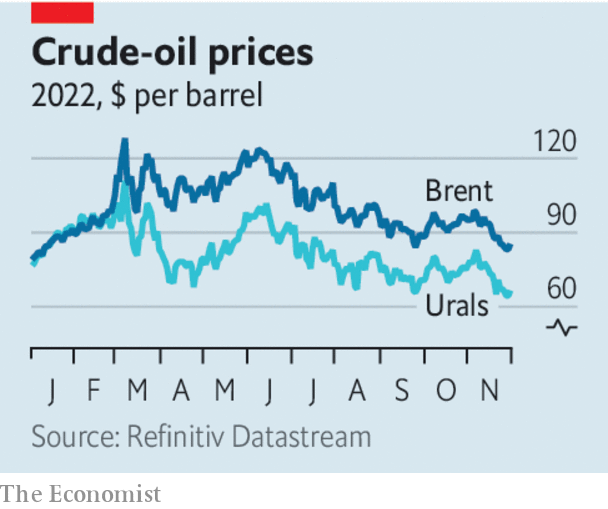 Crude-oil prices
2022, $ per barrel
120
Brent
90
60
Urals
J F M A M J J A S O N
Source: Refinitiv Datastream
The Economist